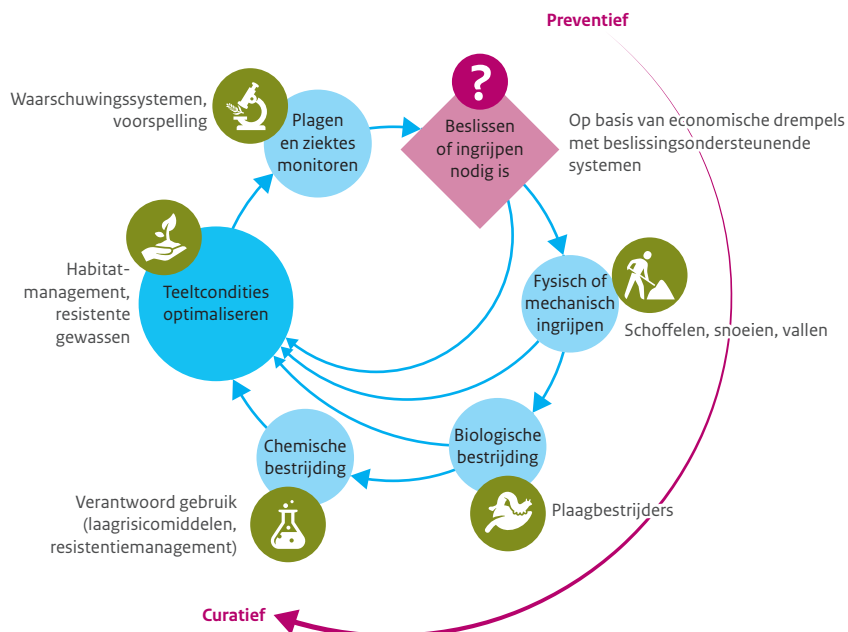 Preventief
Waarschuwingssystemen,
voorspelling
Plagen
en ziektes
monitoren
?
Beslissen
of ingrijpen
nodig is
Op basis van economische drempels
met beslissingsondersteunende
systemen
Habitat-
management,
resistente
gewassen
Teeltcondities
optimaliseren
Fysisch of
mechanisch
ingrijpen
Schoffelen, snoeien, vallen
Chemische
bestrijding
Biologische
bestrijding
Verantwoord gebruik
(laagrisicomiddelen,
resistentiemanagement)
Plaagbestrijders
Curatief